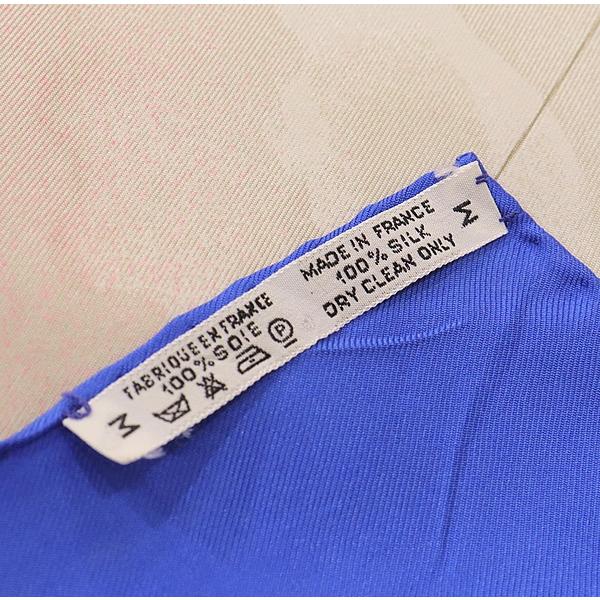 M
FABRIQUE EN FRANCE
100% SOIE
P
MADE IN FRANCE
100% SILK
DRY CLEAN ONLY
M